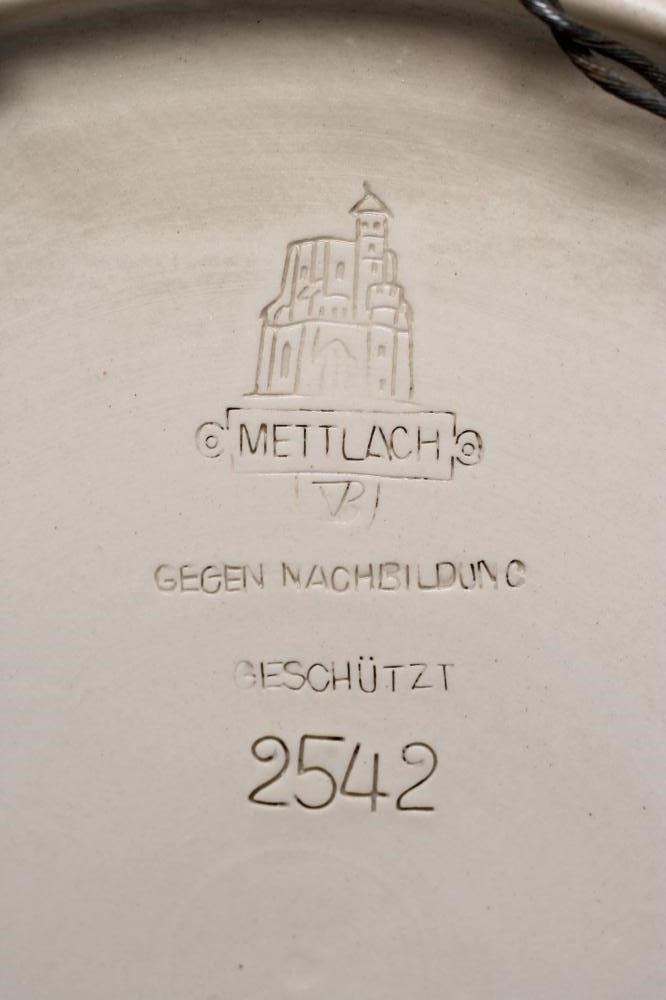 METTLACH
VB
GEGEN NACHBILDUNG
GESCHÜTZT
2542